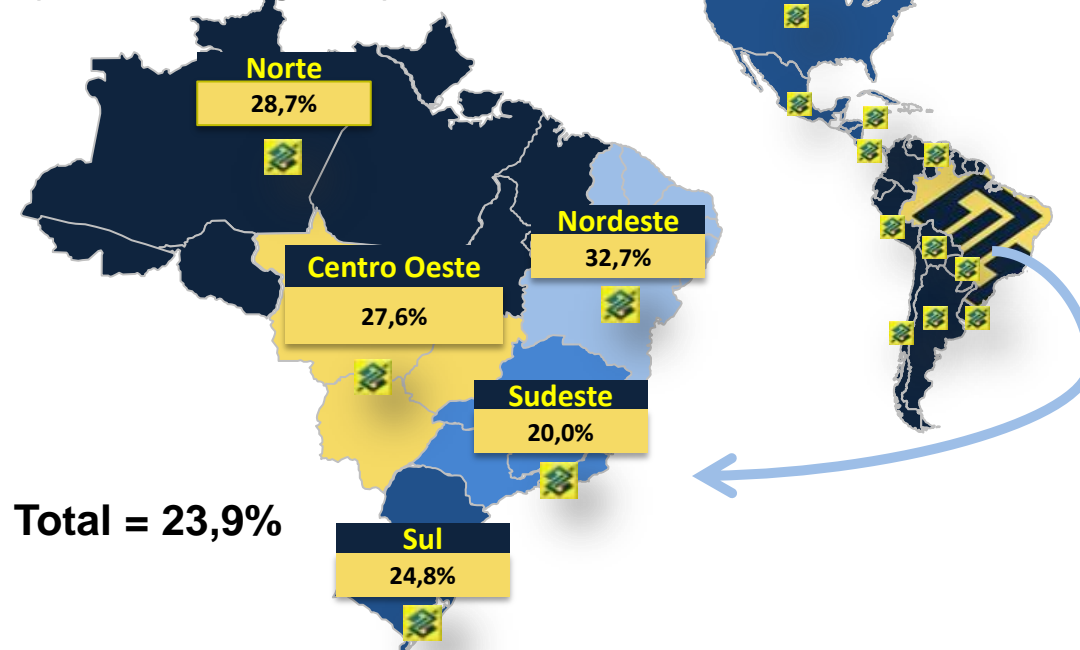 Norte
28,7%
Nordeste
32,7%
Centro Oeste
27,6%
Sudeste
20,0%
Total = 23,9%
Sul
24,8%